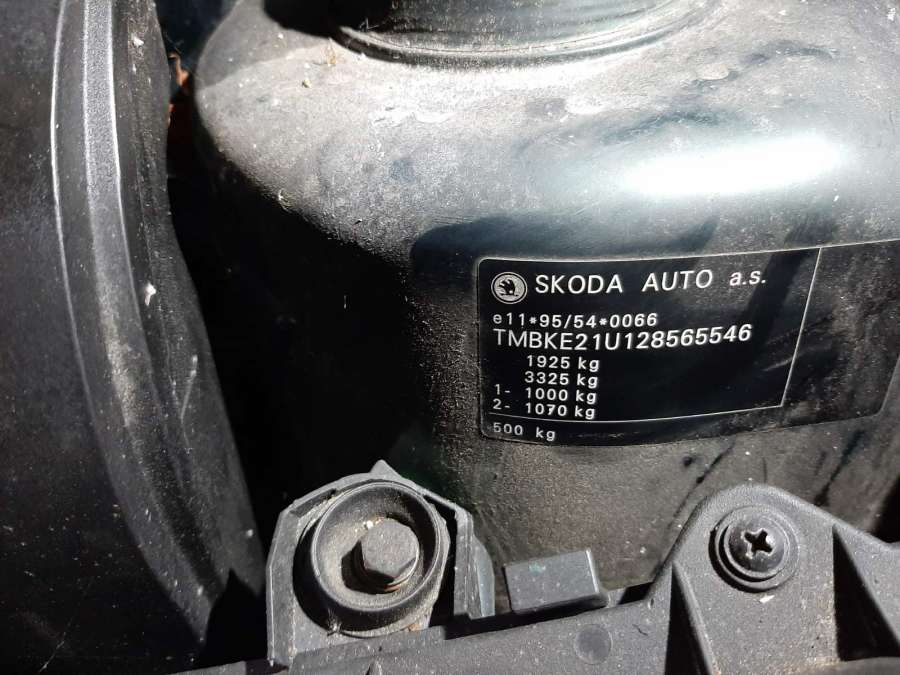 SKODA AUTO a.s.
e11*95/54*0066
TMBKE21U128565546
1925 kg
3325 kg
1- 1000 kg
2- 1070 kg
500 kg